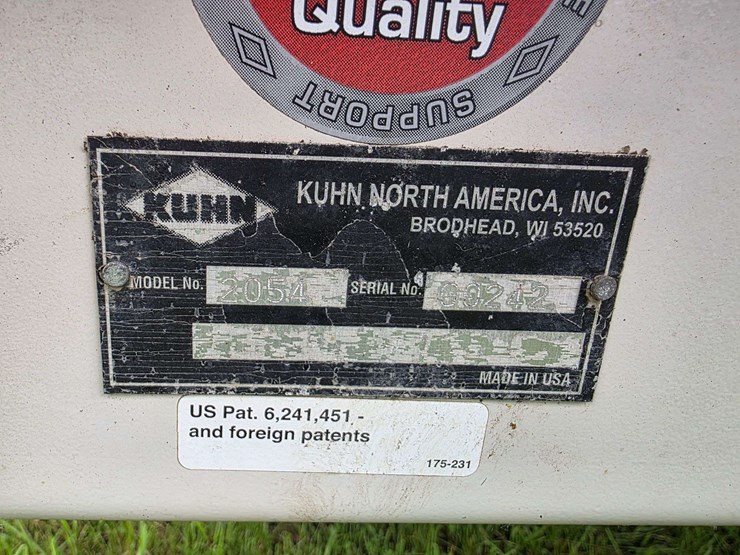 Quality
SUPPORT
KUHN
KUHN NORTH AMERICA, INC.
BRODHEAD, WI 53520
MODEL No. 2054 SERIAL No. 00242
MADE IN USA
US Pat. 6,241,451 -
and foreign patents
175-231